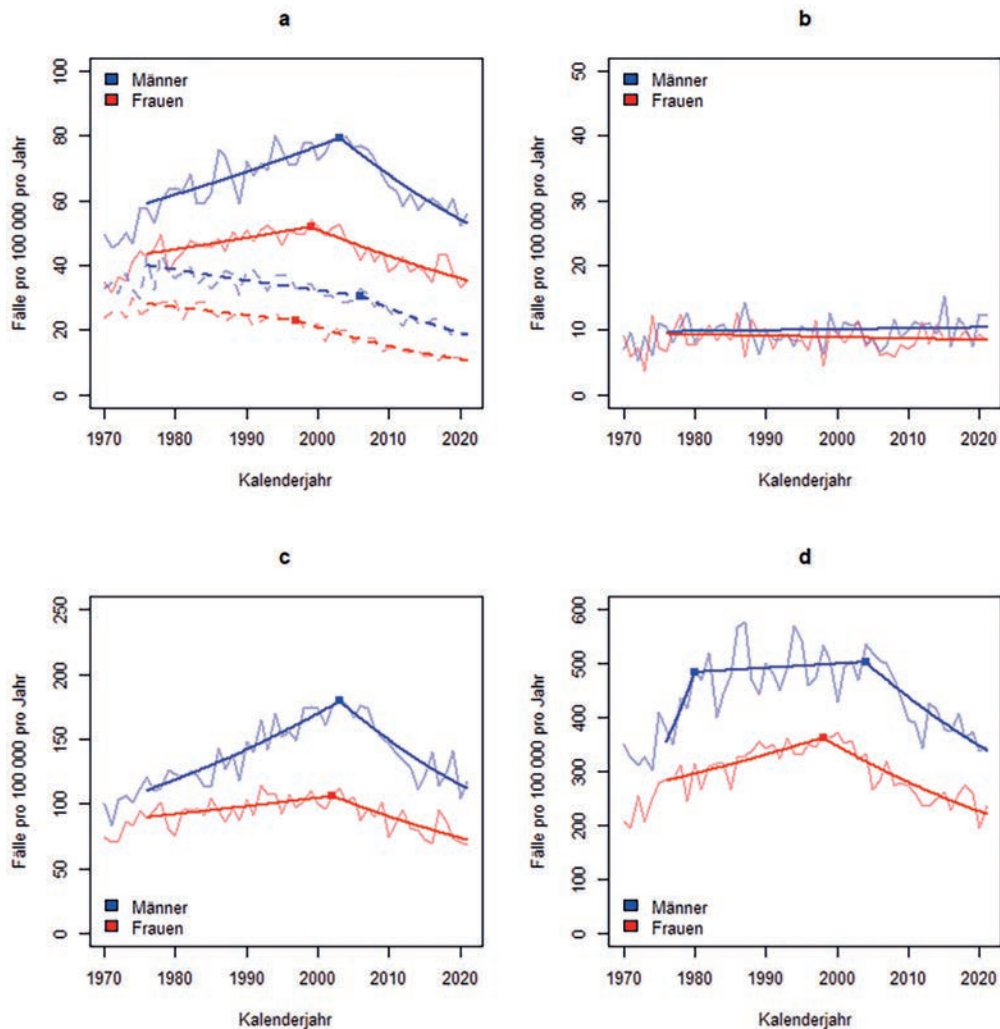 a
Männer
Frauen
100
80
60
40
20
0
Fälle pro 100 000 pro Jahr
1970 1980 1990 2000 2010 2020
Kalenderjahr
b
Männer
Frauen
50
40
30
20
10
0
Fälle pro 100 000 pro Jahr
1970 1980 1990 2000 2010 2020
Kalenderjahr
c
250
200
150
100
50
0
Fälle pro 100 000 pro Jahr
Männer
Frauen
1970 1980 1990 2000 2010 2020
Kalenderjahr
d
600
500
400
300
200
100
0
Fälle pro 100 000 pro Jahr
Männer
Frauen
1970 1980 1990 2000 2010 2020
Kalenderjahr